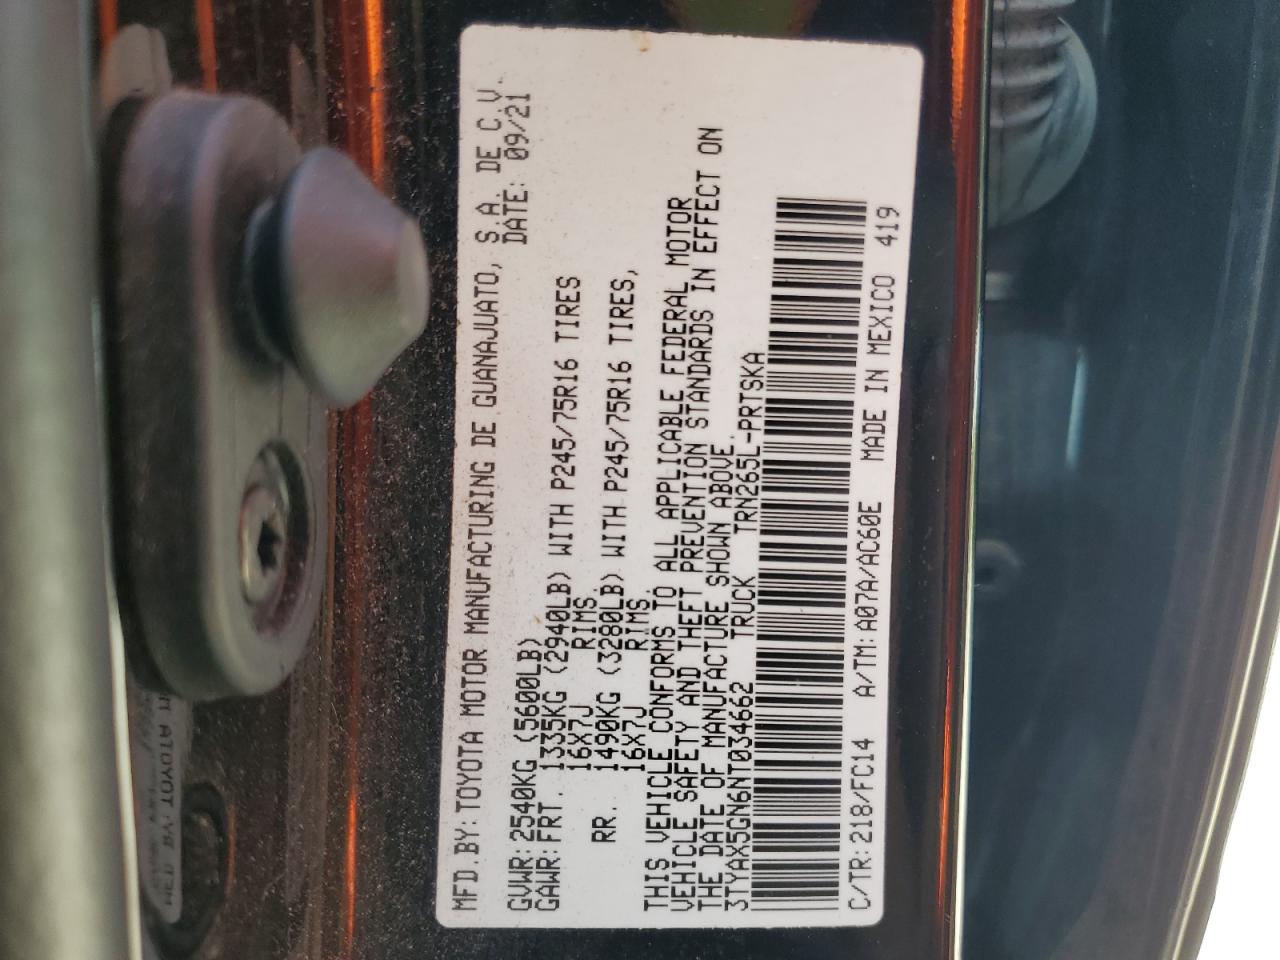 MFD.BY: TOYOTA MOTOR MANUFACTURING DE GUANAJUATO, S.A. DE C.V.
DATE: 09/21
GVWR: 2540KG (5600LB)
GAWR: FRT. 1335KG (2940LB) WITH P245/75R16 TIRES
16X7J RIMS.
RR. 1490KG (3280LB) WITH P245/75R16 TIRES,
16X7J RIMS.
THIS VEHICLE CONFORMS TO ALL APPLICABLE FEDERAL MOTOR
VEHICLE SAFETY AND THEFT PREVENTION STANDARDS IN EFFECT ON
THE DATE OF MANUFACTURE SHOWN ABOVE.
3TYAX5GN6NT034662 TRUCK TRN265L-PRTSKA
C/TR: 218/FC14 A/TM: A07A/AC60E MADE IN MEXICO 419